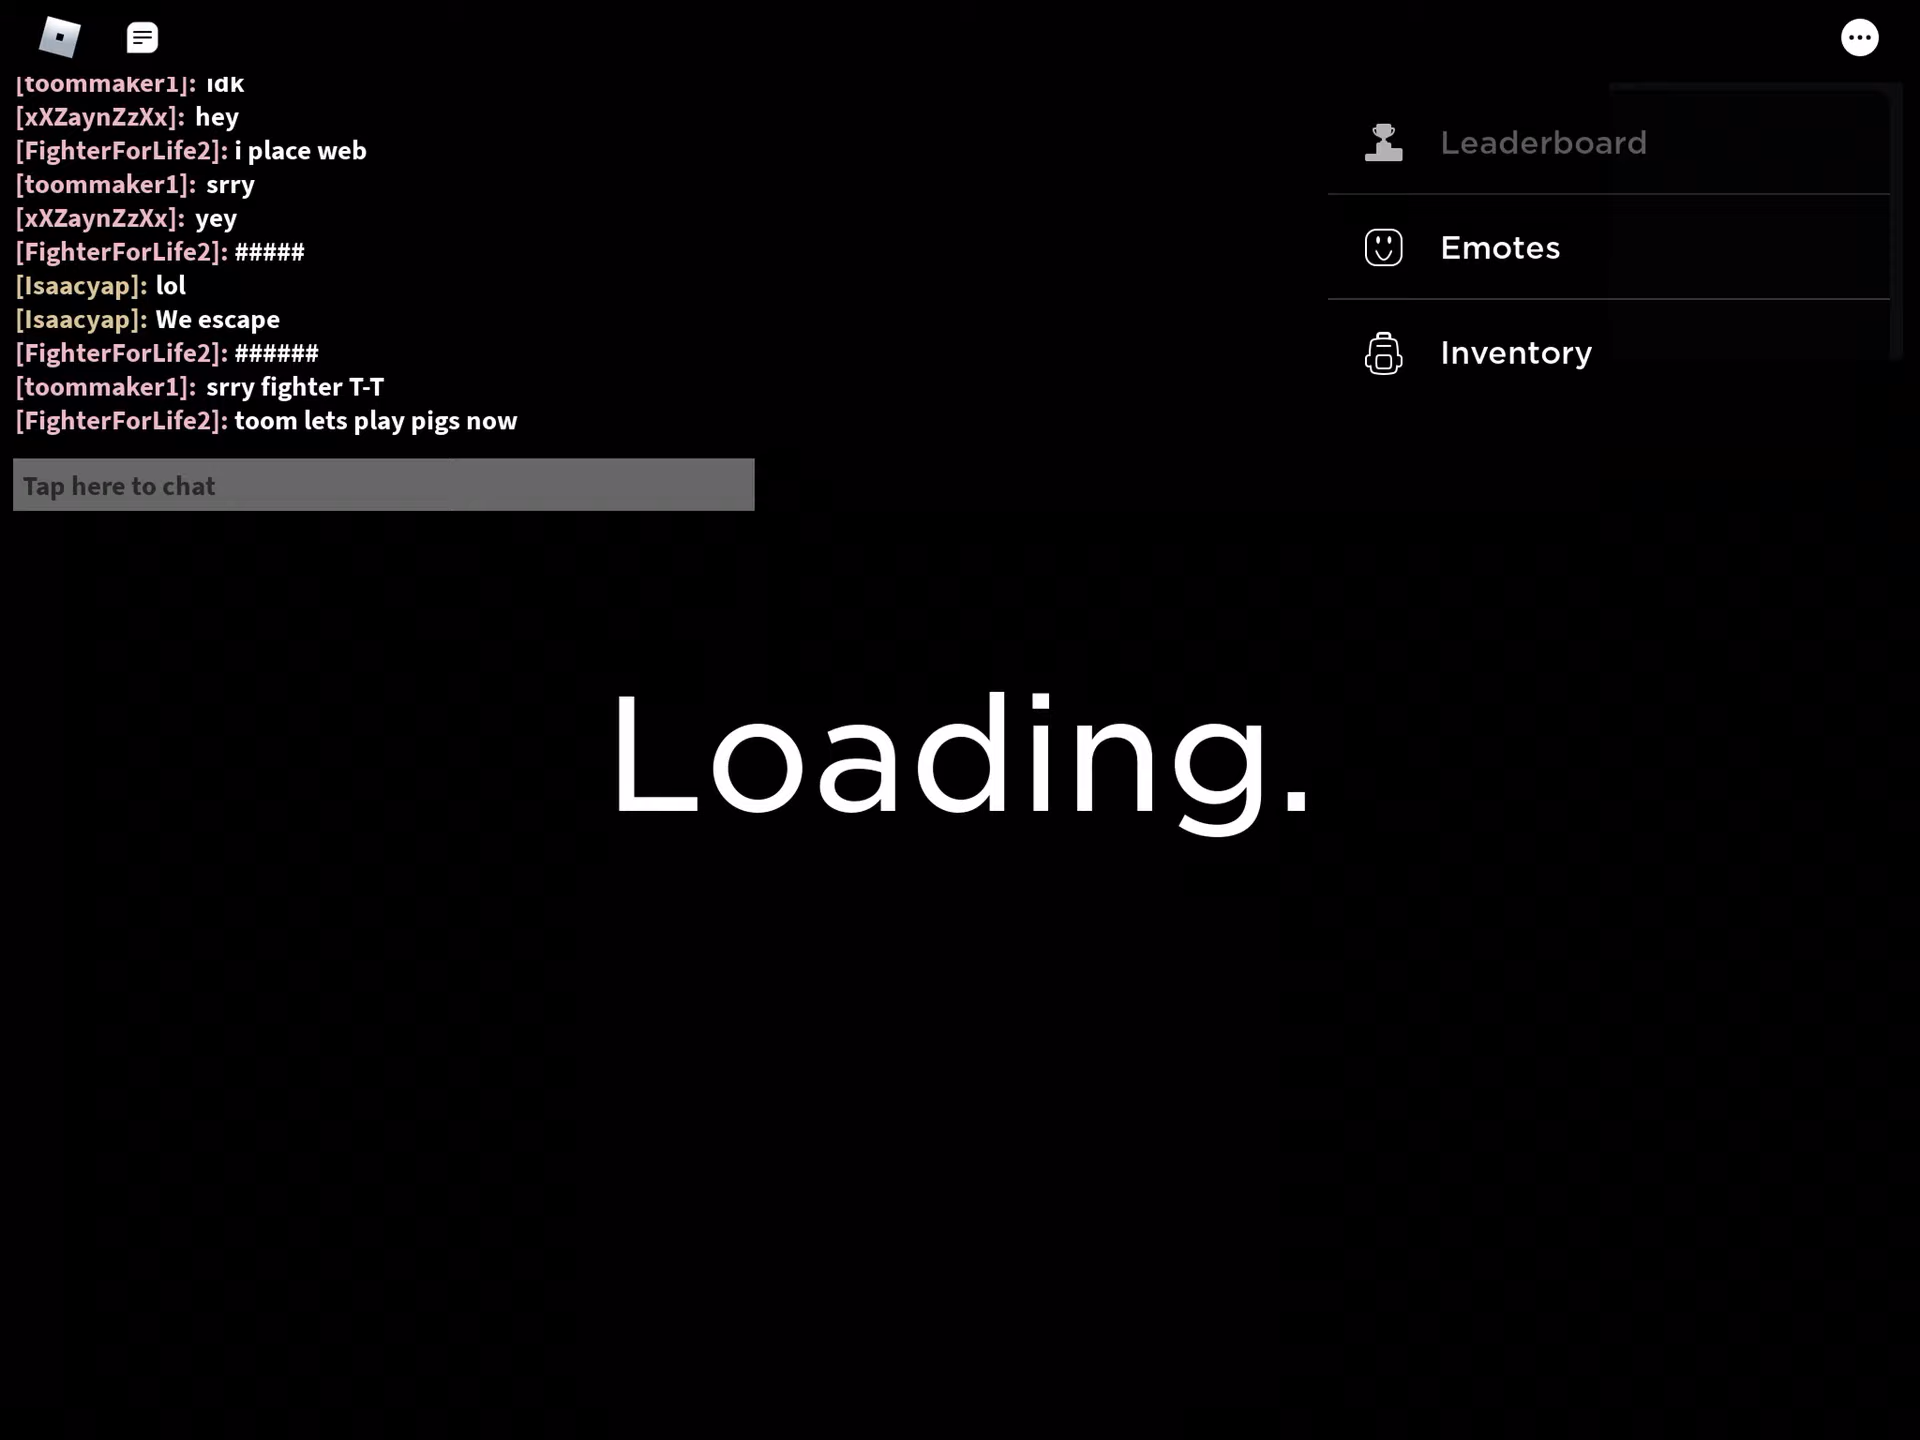 [toommaker1]: idk
[xXZaynZzXx]: hey
[FighterForLife2]: i place web
[toommaker1]: srry
[xXZaynZzXx]: yey
[FighterForLife2]: #####
[Isaacyap]: lol
[Isaacyap]: We escape
[FighterForLife2]: ######
[toommaker1]: srry fighter T-T
[FighterForLife2]: toom lets play pigs now
Tap here to chat
Leaderboard
Emotes
Inventory
Loading.